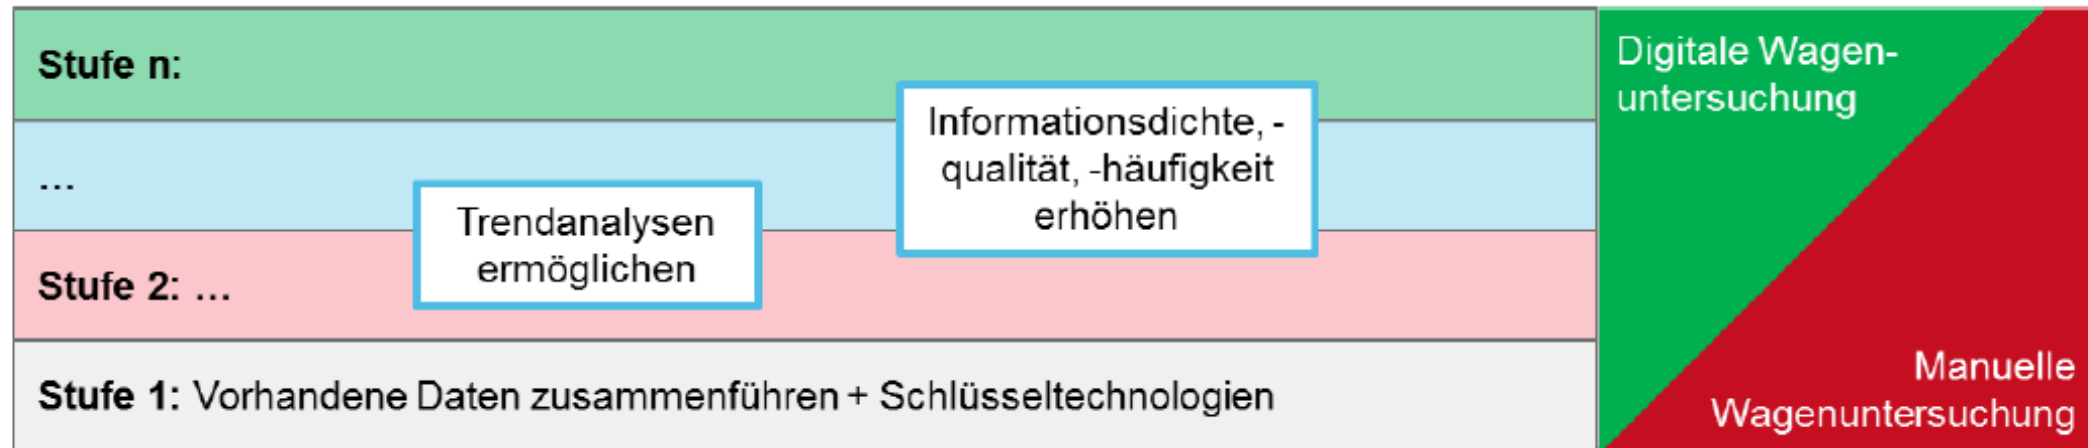 Stufe n:
Informationsdichte, -
qualität, -häufigkeit
erhöhen
...
Trendanalysen
ermöglichen
Stufe 2: ...
Stufe 1: Vorhandene Daten zusammenführen + Schlüsseltechnologien
Digitale Wagen-
untersuchung
Manuelle
Wagenuntersuchung